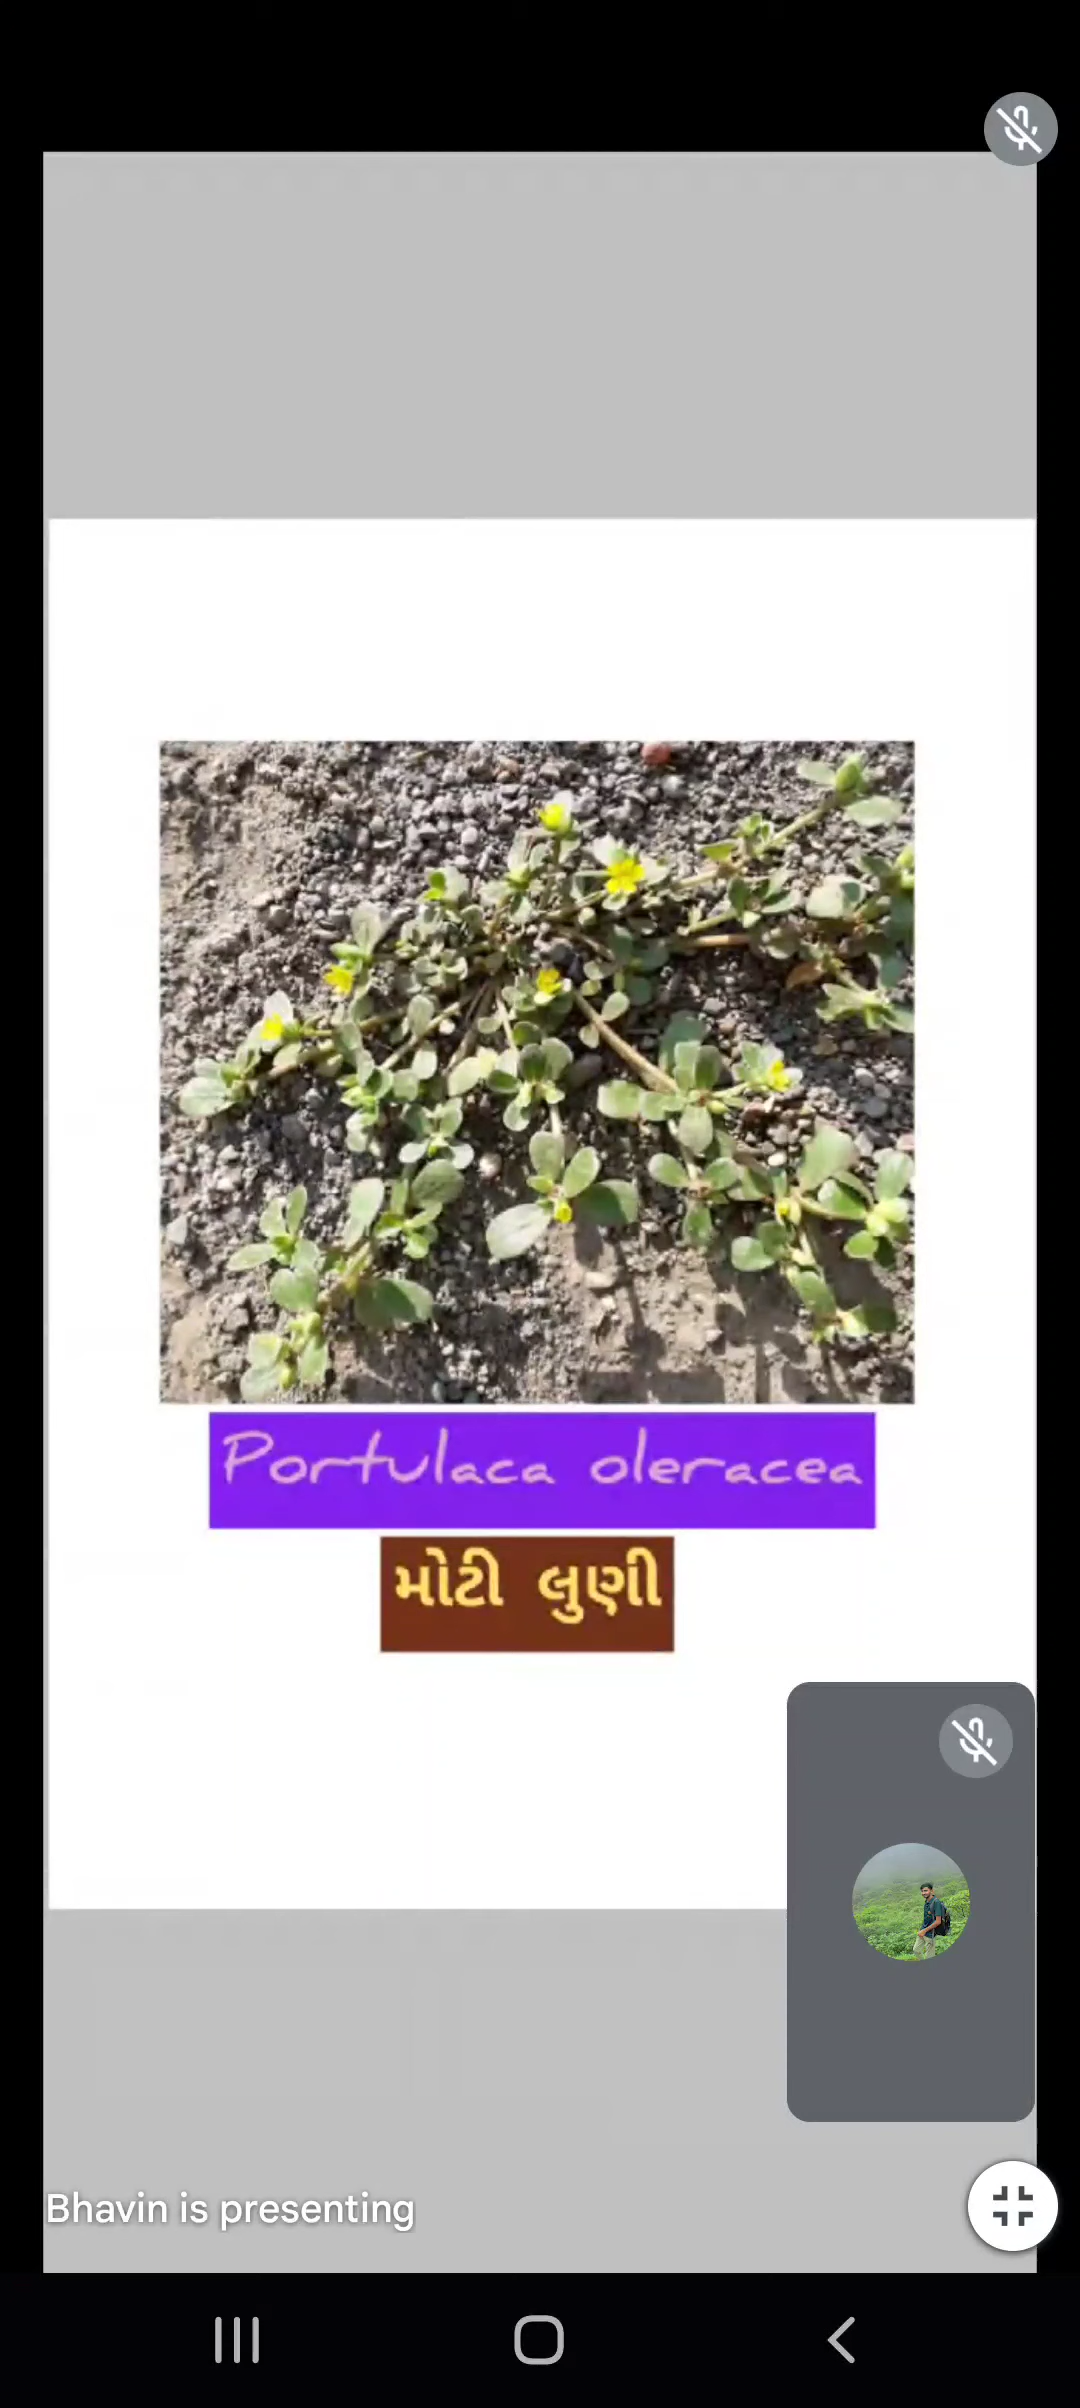 Portulaca oleracea
મોટી લુણી
Bhavin is presenting